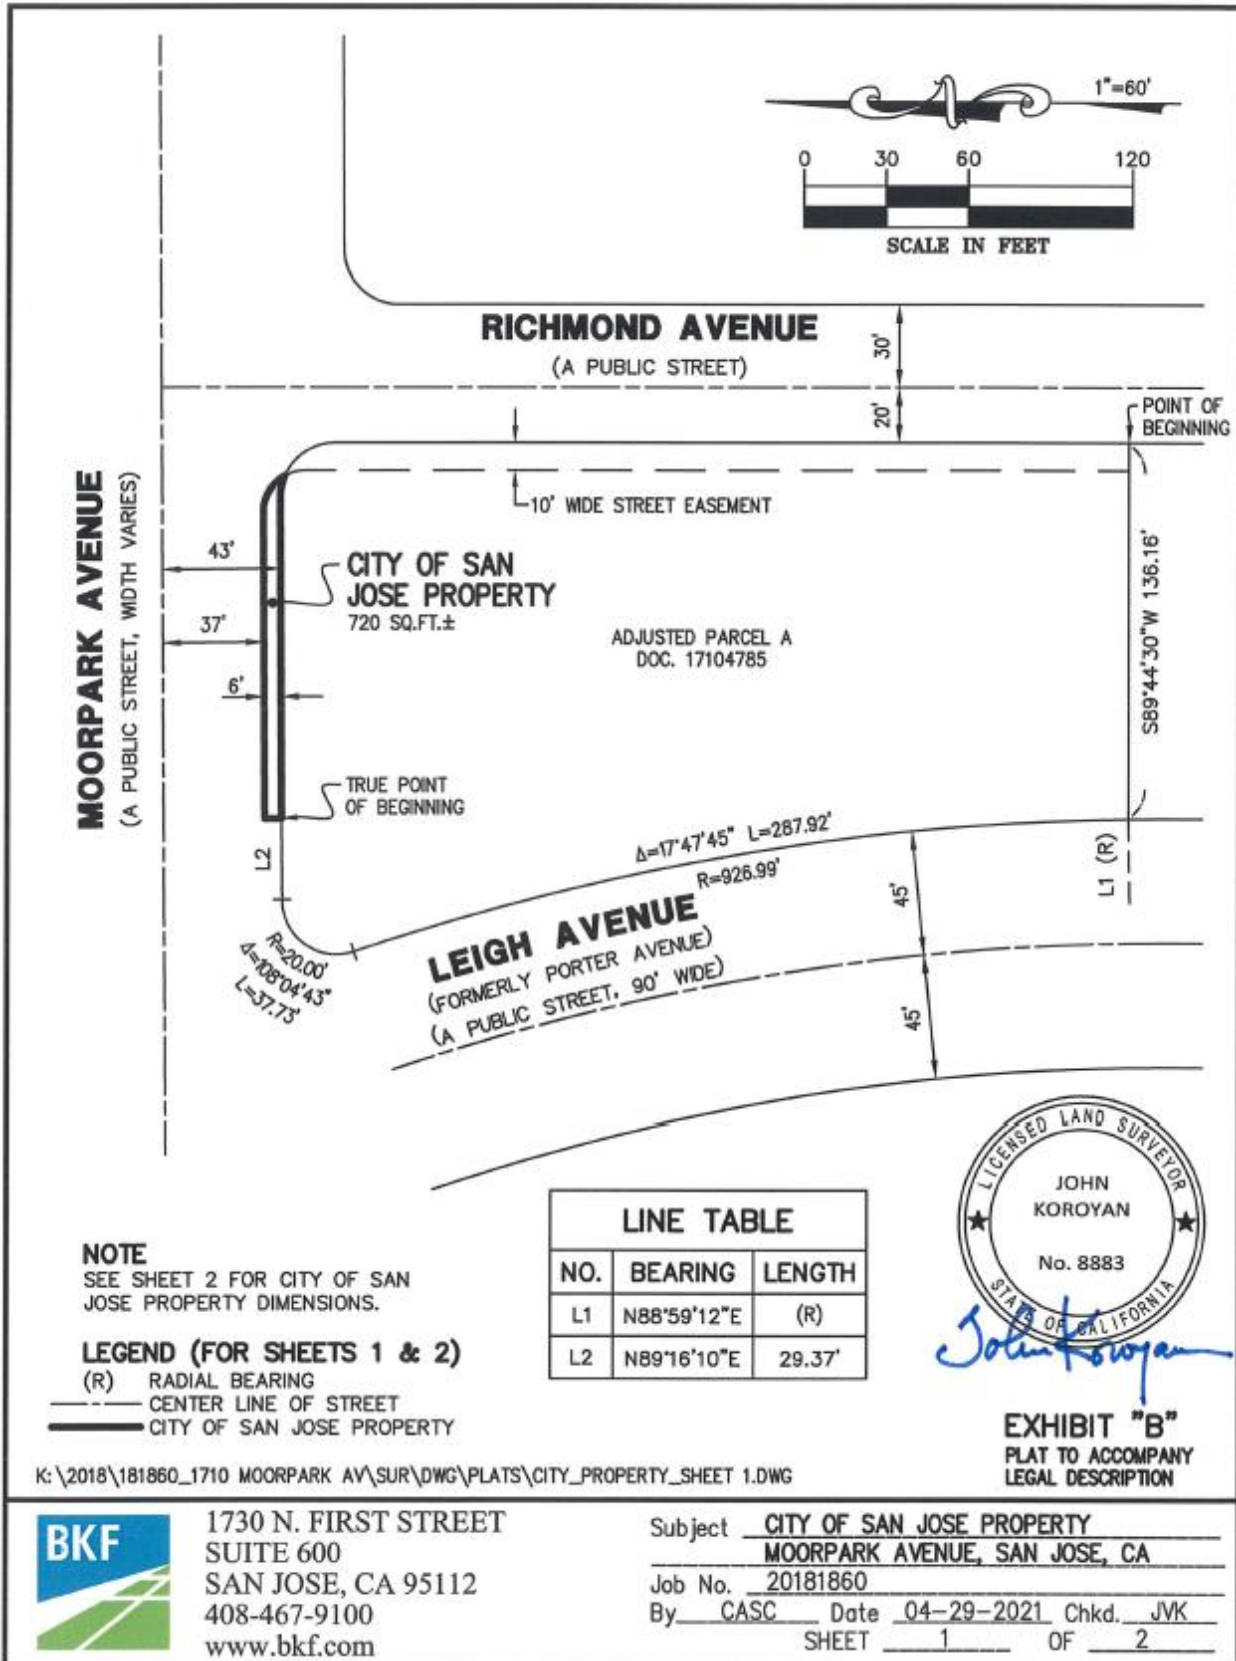 1"=60'
0 30 60 120
SCALE IN FEET
RICHMOND AVENUE
(A PUBLIC STREET)
30'
20'
POINT OF
BEGINNING
10' WIDE STREET EASEMENT
MOORPARK AVENUE
(A PUBLIC STREET, WIDTH VARIES)
43'
CITY OF SAN
JOSE PROPERTY
720 SQ.FT.±
37'
6'
ADJUSTED PARCEL A
DOC. 17104785
S89°44'30"W 136.16'
TRUE POINT
OF BEGINNING
L2
L1 (R)
Δ=17°47'45" L=287.92'
R=926.99'
R=20.00'
Δ=108°04'43"
L=37.73'
LEIGH AVENUE
(FORMERLY PORTER AVENUE)
(A PUBLIC STREET, 90' WIDE)
45'
45'
LICENSED LAND SURVEYOR
JOHN
KOROYAN
No. 8883
STATE OF CALIFORNIA
John Koroyan
LINE TABLE
NO. BEARING LENGTH
L1 N88°59'12"E (R)
L2 N89°16'10"E 29.37'
NOTE
SEE SHEET 2 FOR CITY OF SAN
JOSE PROPERTY DIMENSIONS.
LEGEND (FOR SHEETS 1 & 2)
(R) RADIAL BEARING
CENTER LINE OF STREET
CITY OF SAN JOSE PROPERTY
EXHIBIT "B"
PLAT TO ACCOMPANY
LEGAL DESCRIPTION
K:\2018\181860_1710 MOORPARK AV\SUR\DWG\PLATS\CITY_PROPERTY_SHEET 1.DWG
BKF
1730 N. FIRST STREET
SUITE 600
SAN JOSE, CA 95112
408-467-9100
www.bkf.com
Subject CITY OF SAN JOSE PROPERTY
MOORPARK AVENUE, SAN JOSE, CA
Job No. 20181860
By CASC Date 04-29-2021 Chkd. JVK
SHEET 1 OF 2